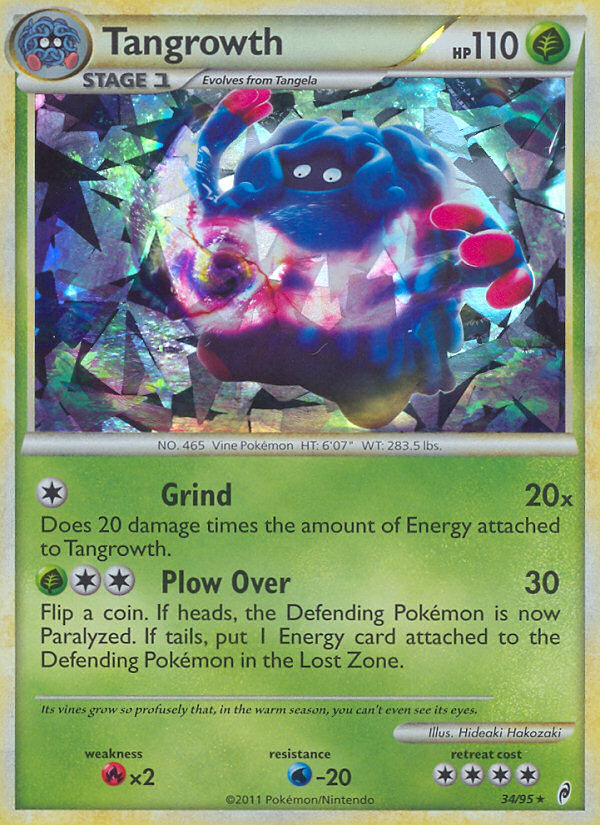 Tangrowth HP110
STAGE 1 Evolves from Tangela
NO. 465 Vine Pokémon HT: 6'07" WT: 283.5 lbs.
Grind 20x
Does 20 damage times the amount of Energy attached
to Tangrowth.
Plow Over 30
Flip a coin. If heads, the Defending Pokémon is now
Paralyzed. If tails, put 1 Energy card attached to the
Defending Pokémon in the Lost Zone.
Its vines grow so profusely that, in the warm season, you can't even see its eyes.
Illus. Hideaki Hakozaki
weakness resistance retreat cost
×2 -20
©2011 Pokémon/Nintendo 34/95 ★